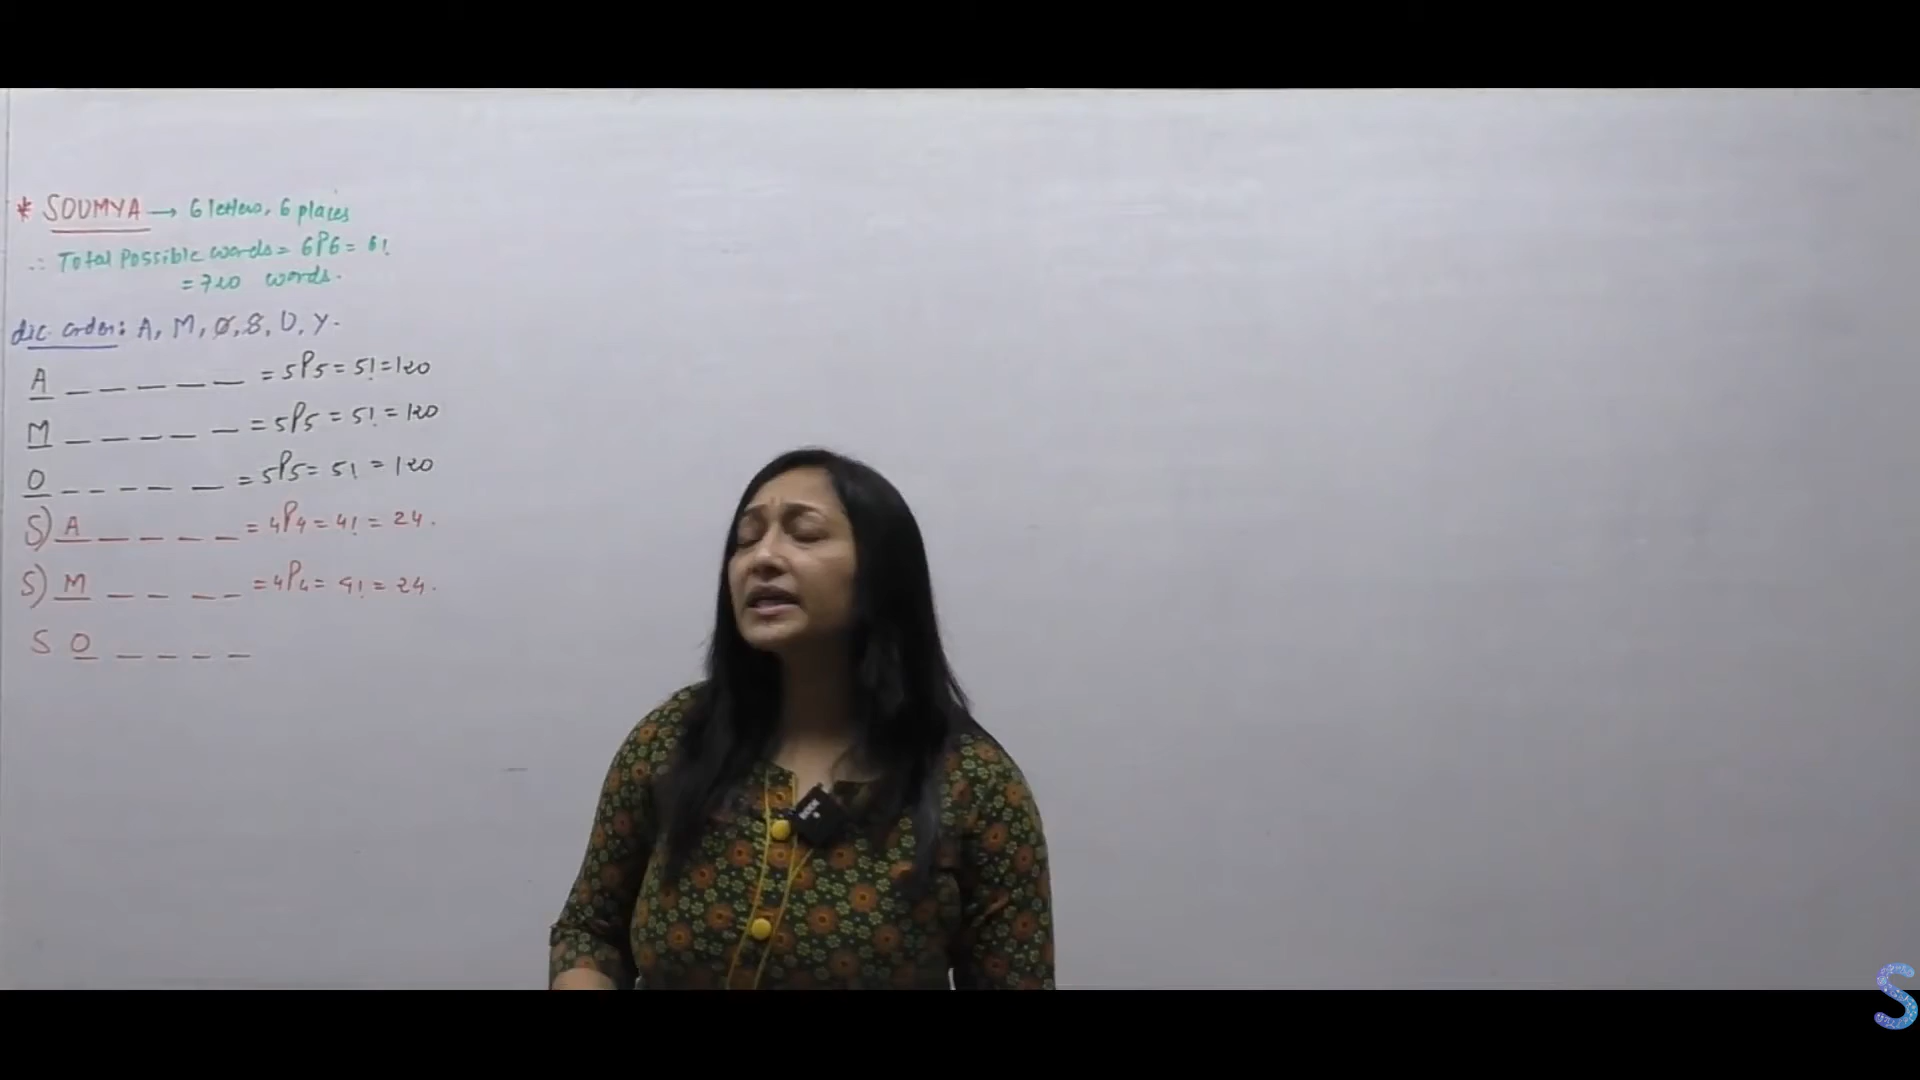 * SOUMYA → 6 letters, 6 places
∴ Total Possible words = 6P6 = 6!
= 720 words.
dic. order: A, M, O, S, U, Y.
A _ _ _ _ _ = 5P5 = 5! = 120
M _ _ _ _ _ = 5P5 = 5! = 120
O _ _ _ _ _ = 5P5 = 5! = 120
S) A _ _ _ _ = 4P4 = 4! = 24.
S) M _ _ _ _ = 4P4 = 4! = 24.
S O _ _ _ _
S